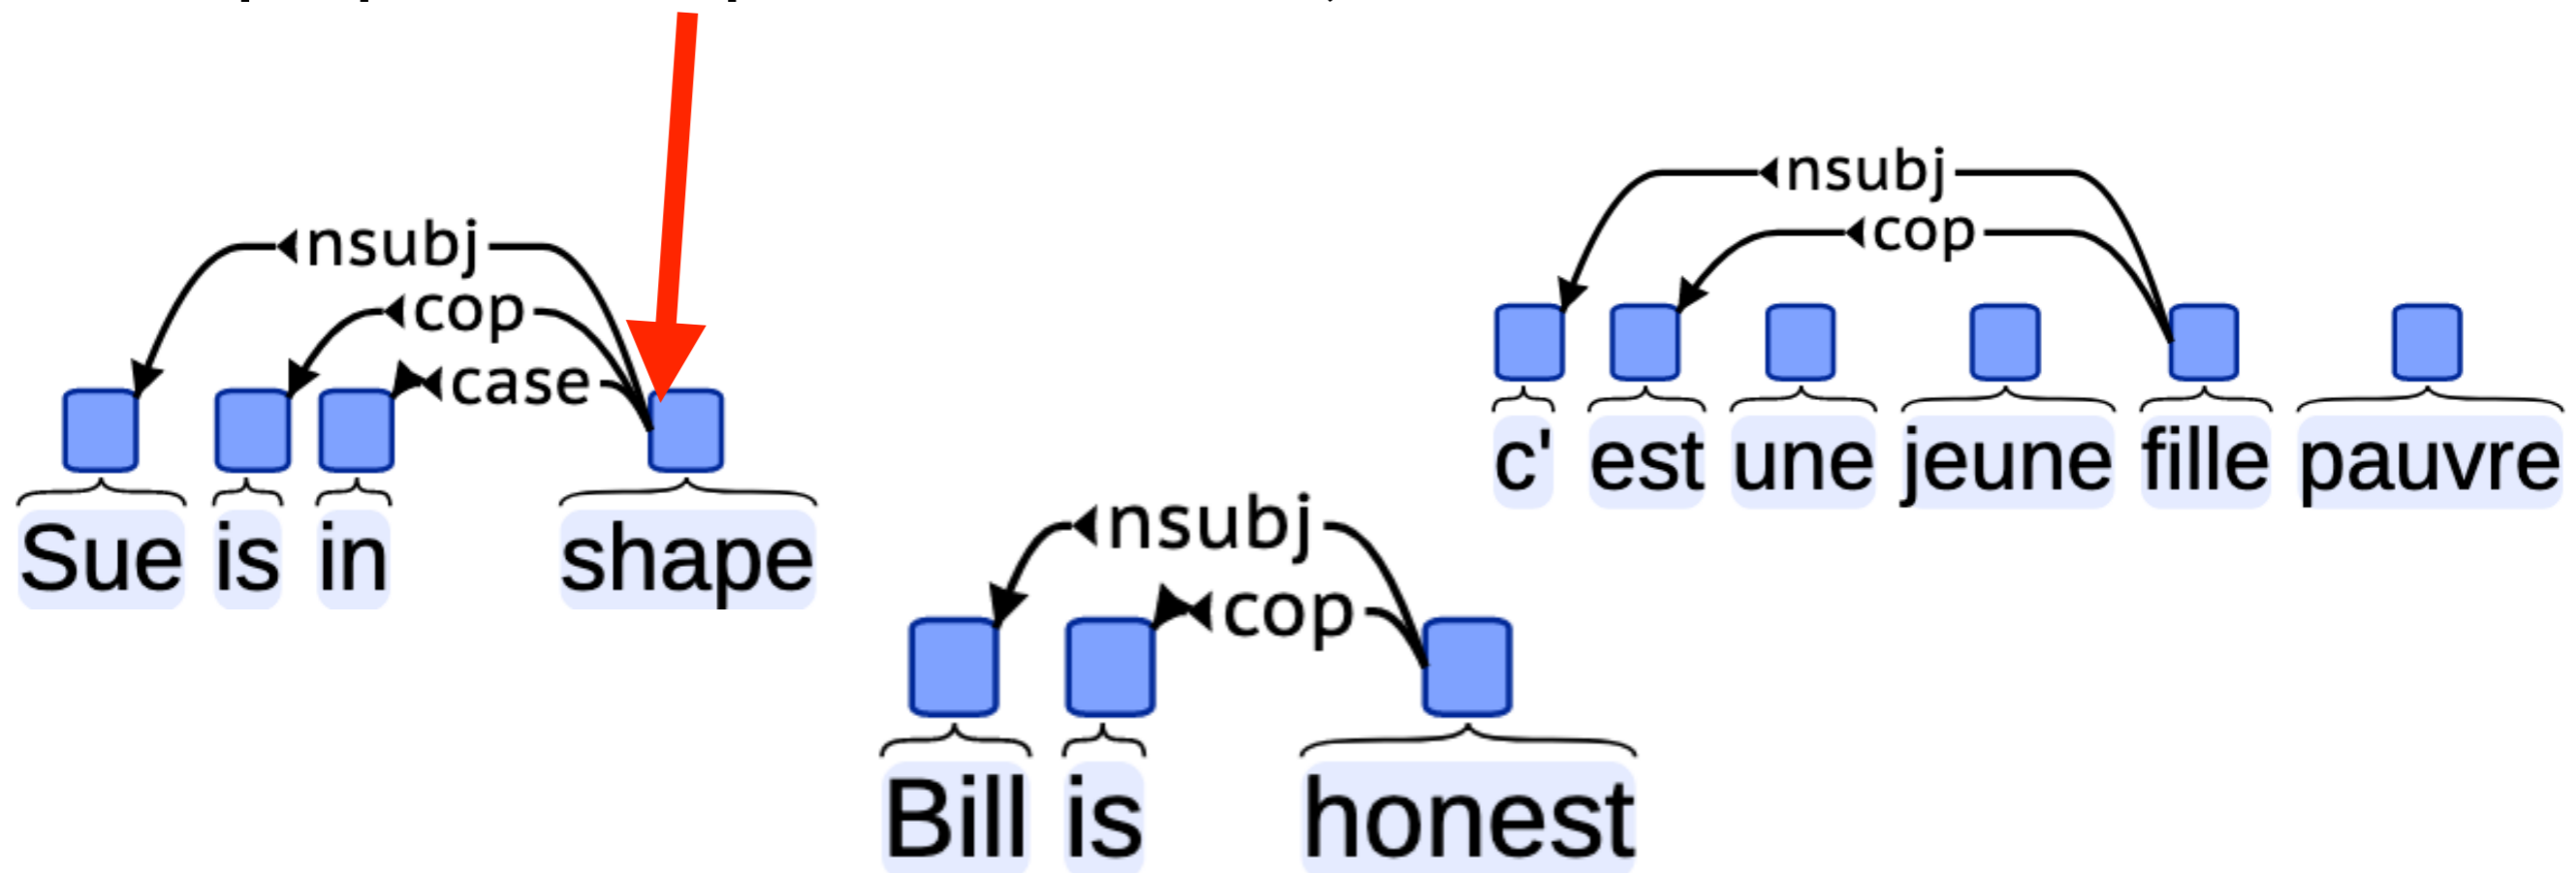 nsubj
cop
case
Sue is in shape
nsubj
cop
Bill is honest
nsubj
cop
c' est une jeune fille pauvre